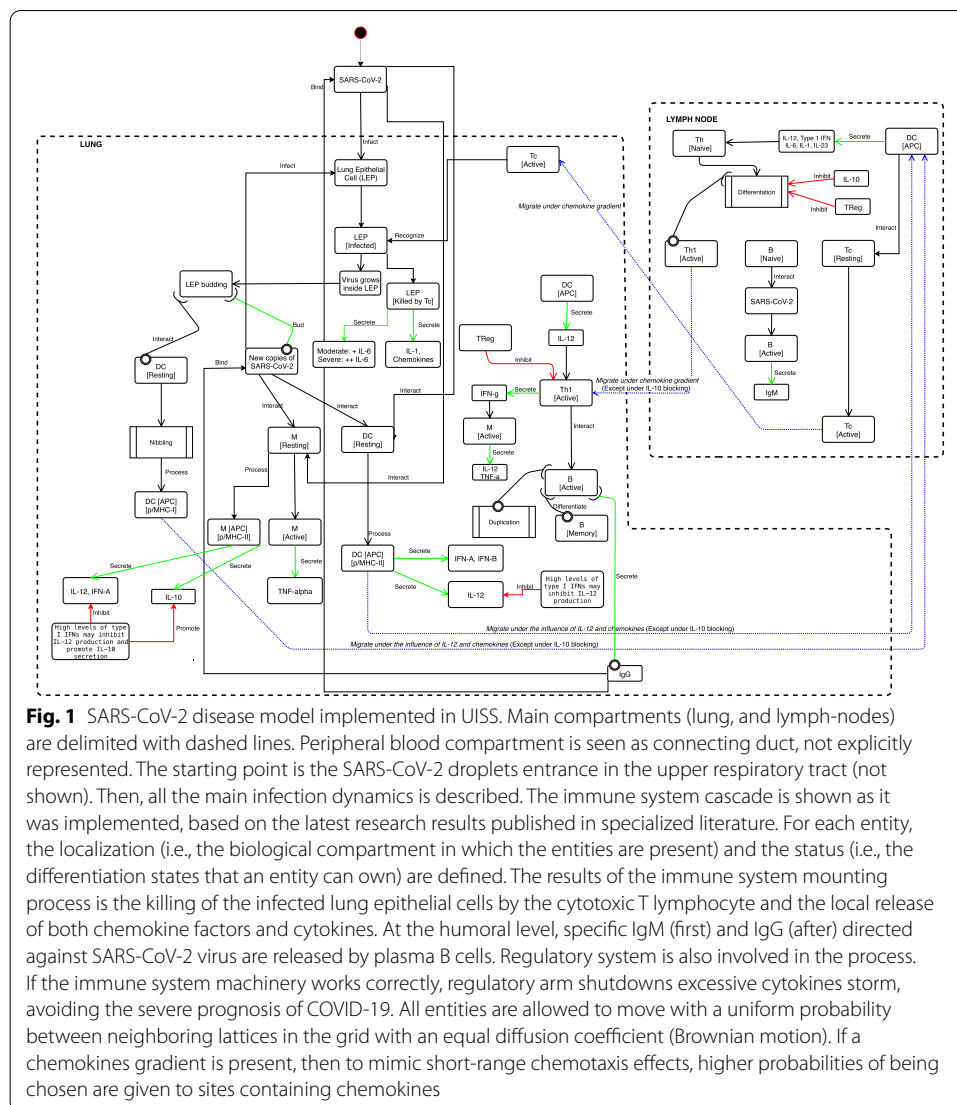 SARS-CoV-2
Bind
LUNG
Infect
Infect
Lung Epithelial
Cell (LEP)
Tc
[Active]
Migrate under chemokine gradient
LEP
[Infected]
Recognize
LEP budding
Virus grows
inside LEP
LEP
[Killed by Tc]
Bud
Secrete
Secrete
Interact
Moderate: + IL-6
Severe: ++ IL-6
IL-1,
Chemokines
DC
[Resting]
Bind
New copies of
SARS-CoV-2
Interact
Interact
Interact
M
[Resting]
DC
[Resting]
Interact
Nibbling
Process
DC [APC]
[p/MHC-I]
Process
M [APC]
[p/MHC-II]
M
[Active]
Process
DC [APC]
[p/MHC-II]
Secrete
Secrete
Secrete
IL-12, IFN-A
IL-10
TNF-alpha
Inhibit
Promote
High levels of type
I IFNs may inhibit
IL-12 production and
promote IL-10
secretion
Secrete
IFN-A, IFN-B
Secrete
IL-12
Inhibit
High levels of
type I IFNs may
inhibit IL-12
production
DC
[APC]
Secrete
IL-12
TReg
Inhibit
Th1
[Active]
Secrete
IFN-g
M
[Active]
Secrete
IL-12
TNF-a
Interact
B
[Active]
Differentiate
Duplication
B
[Memory]
Secrete
IgG
Migrate under chemokine gradient
(Except under IL-10 blocking)
Migrate under the influence of IL-12 and chemokines (Except under IL-10 blocking)
Migrate under the influence of IL-12 and chemokines (Except under IL-10 blocking)
LYMPH NODE
Th
[Naive]
IL-12, Type 1 IFN
IL-6, IL-1, IL-23
Secrete
DC
[APC]
Differentation
Inhibit
IL-10
Inhibit
TReg
Interact
Th1
[Active]
B
[Naive]
Tc
[Resting]
Interact
SARS-CoV-2
B
[Active]
Secrete
IgM
Tc
[Active]
Fig. 1 SARS-CoV-2 disease model implemented in UISS. Main compartments (lung, and lymph-nodes)
are delimited with dashed lines. Peripheral blood compartment is seen as connecting duct, not explicitly
represented. The starting point is the SARS-CoV-2 droplets entrance in the upper respiratory tract (not
shown). Then, all the main infection dynamics is described. The immune system cascade is shown as it
was implemented, based on the latest research results published in specialized literature. For each entity,
the localization (i.e., the biological compartment in which the entities are present) and the status (i.e., the
differentiation states that an entity can own) are defined. The results of the immune system mounting
process is the killing of the infected lung epithelial cells by the cytotoxic T lymphocyte and the local release
of both chemokine factors and cytokines. At the humoral level, specific IgM (first) and IgG (after) directed
against SARS-CoV-2 virus are released by plasma B cells. Regulatory system is also involved in the process.
If the immune system machinery works correctly, regulatory arm shutdowns excessive cytokines storm,
avoiding the severe prognosis of COVID-19. All entities are allowed to move with a uniform probability
between neighboring lattices in the grid with an equal diffusion coefficient (Brownian motion). If a
chemokines gradient is present, then to mimic short-range chemotaxis effects, higher probabilities of being
chosen are given to sites containing chemokines